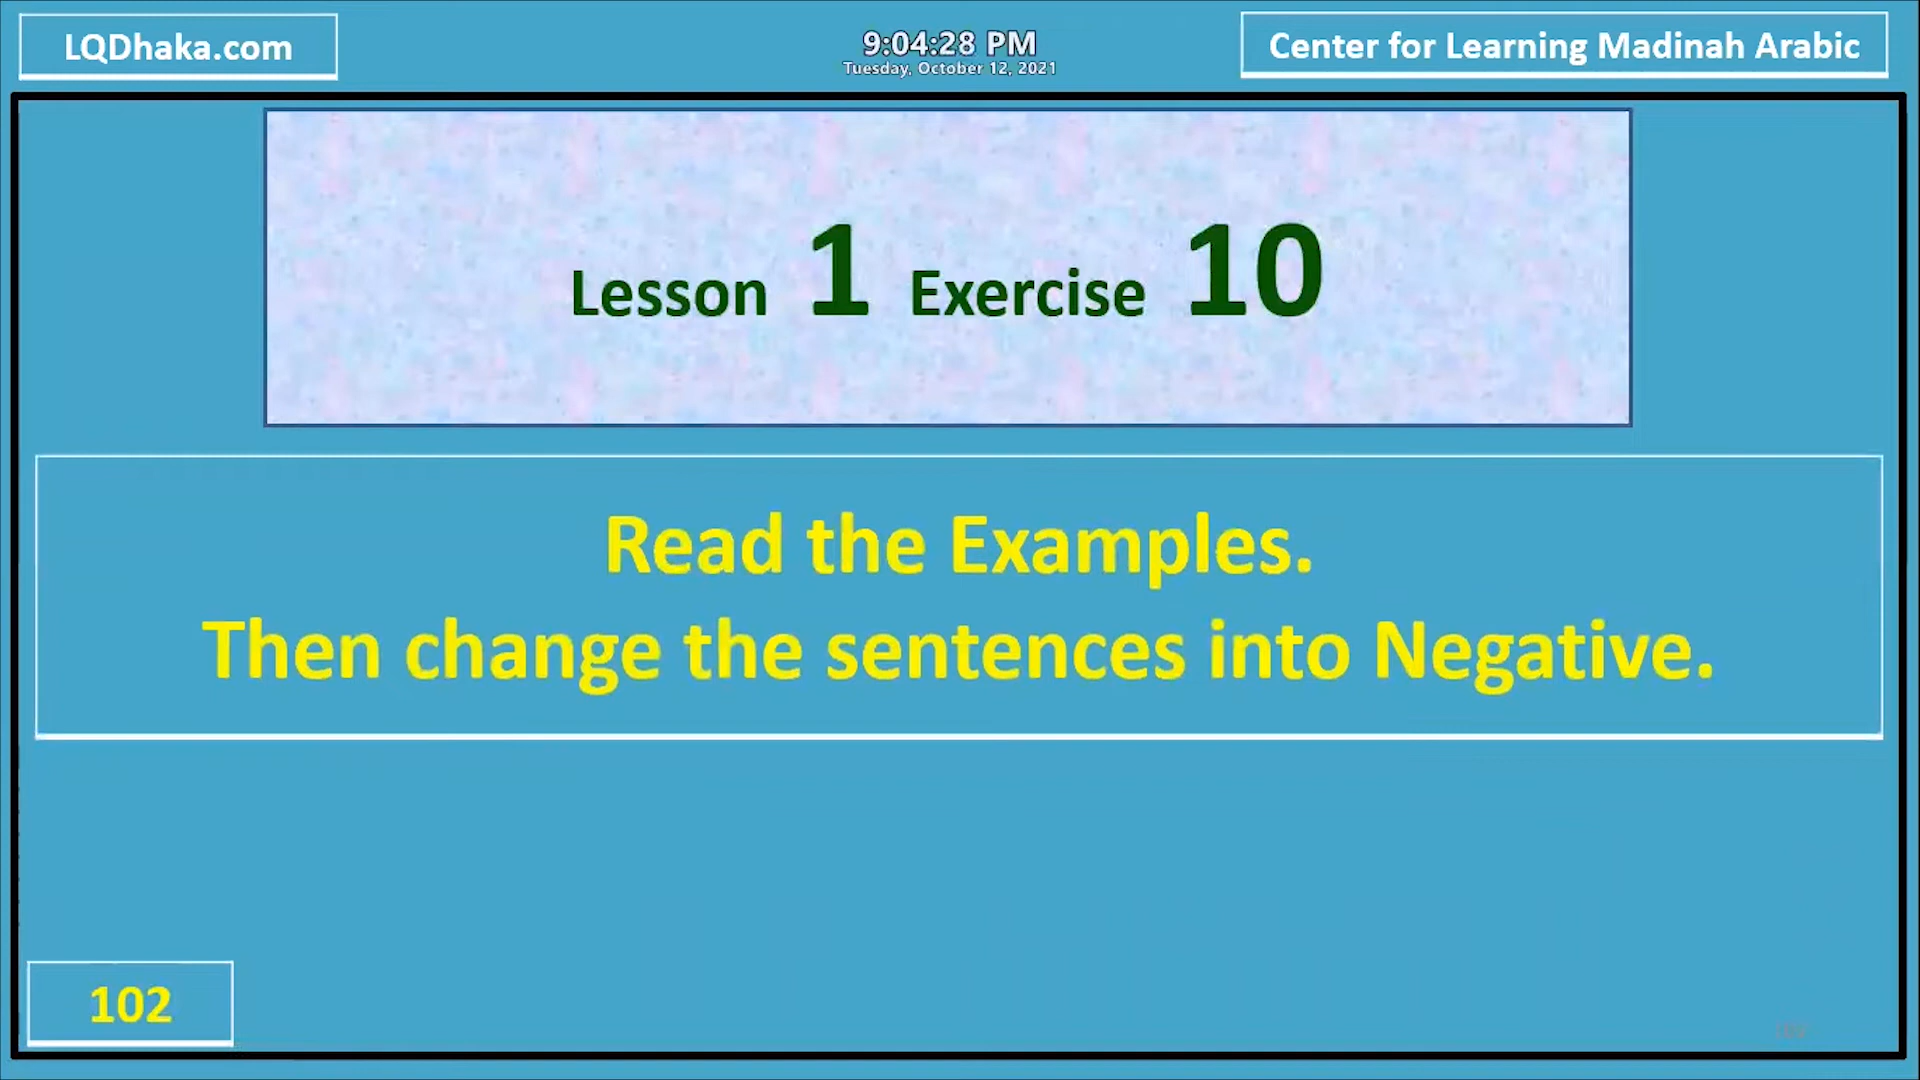 LQDhaka.com
9:04:28 PM
Tuesday, October 12, 2021
Center for Learning Madinah Arabic
Lesson 1 Exercise 10
Read the Examples.
Then change the sentences into Negative.
102